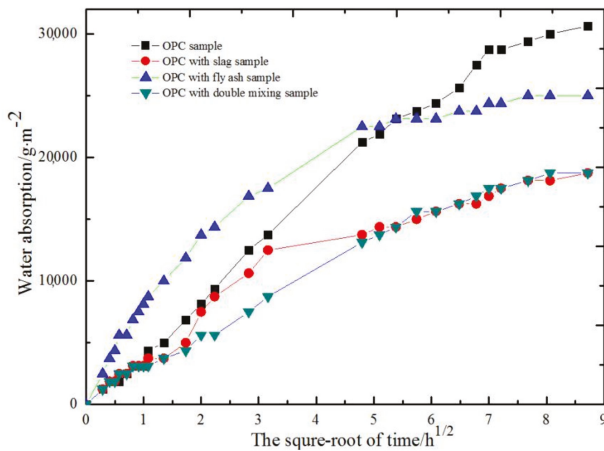 30000
20000
10000
0
Water absorption/g·m-2
OPC sample
OPC with slag sample
OPC with fly ash sample
OPC with double mixing sample
0 1 2 3 4 5 6 7 8 9
The squre-root of time/h1/2